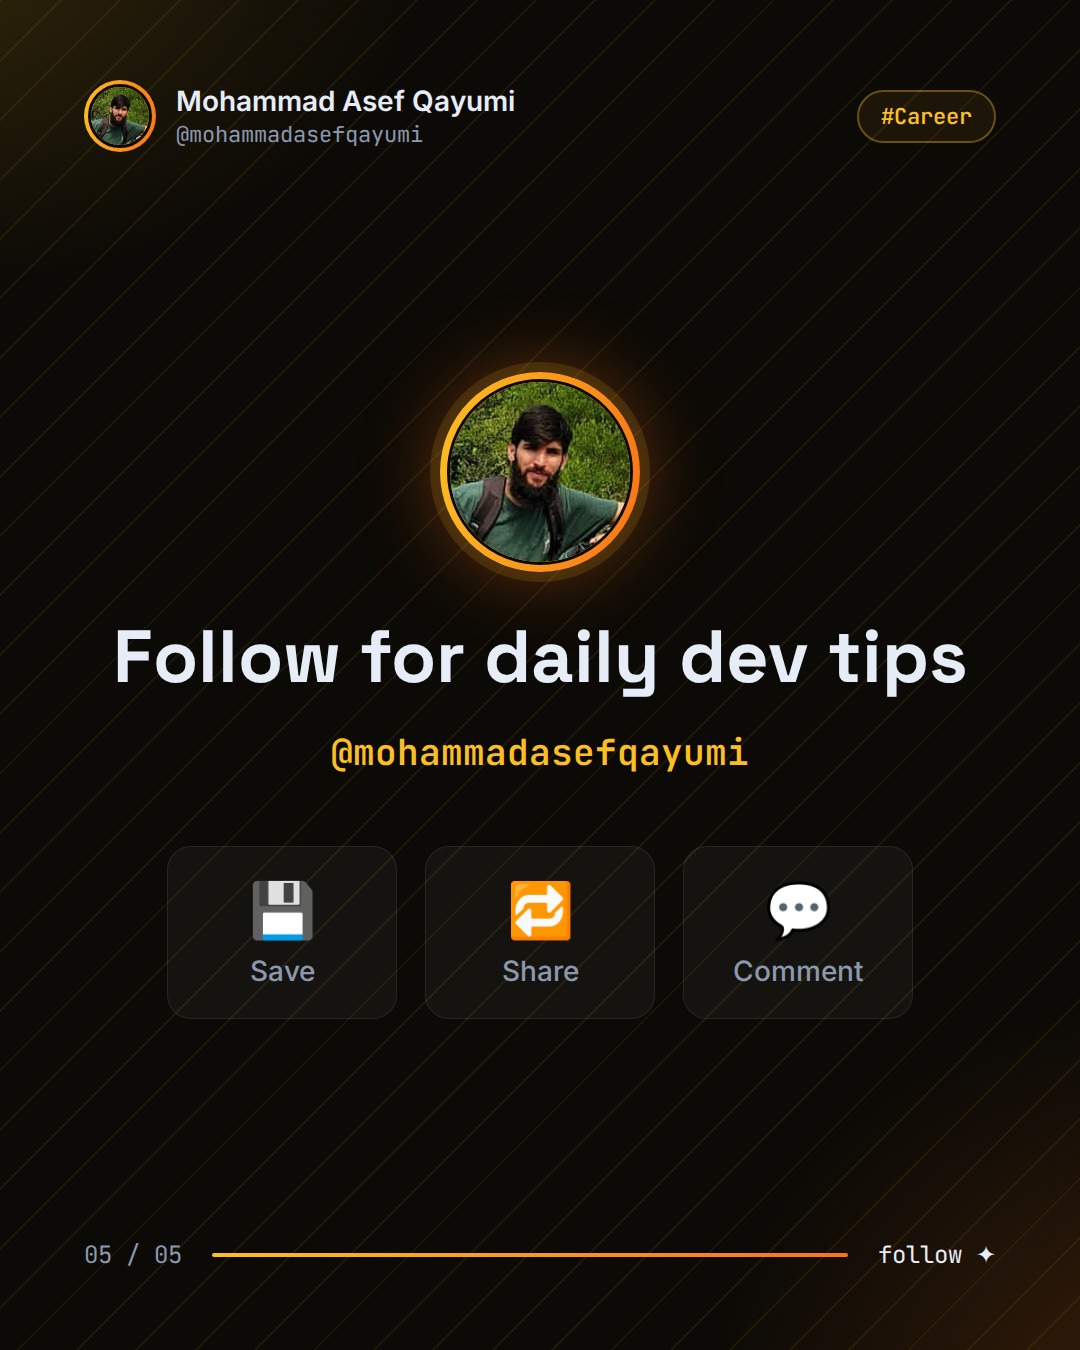 Mohammad Asef Qayumi
@mohammadasefqayumi
#Career
Follow for daily dev tips
@mohammadasefqayumi
Save
Share
Comment
05 / 05
follow ✦